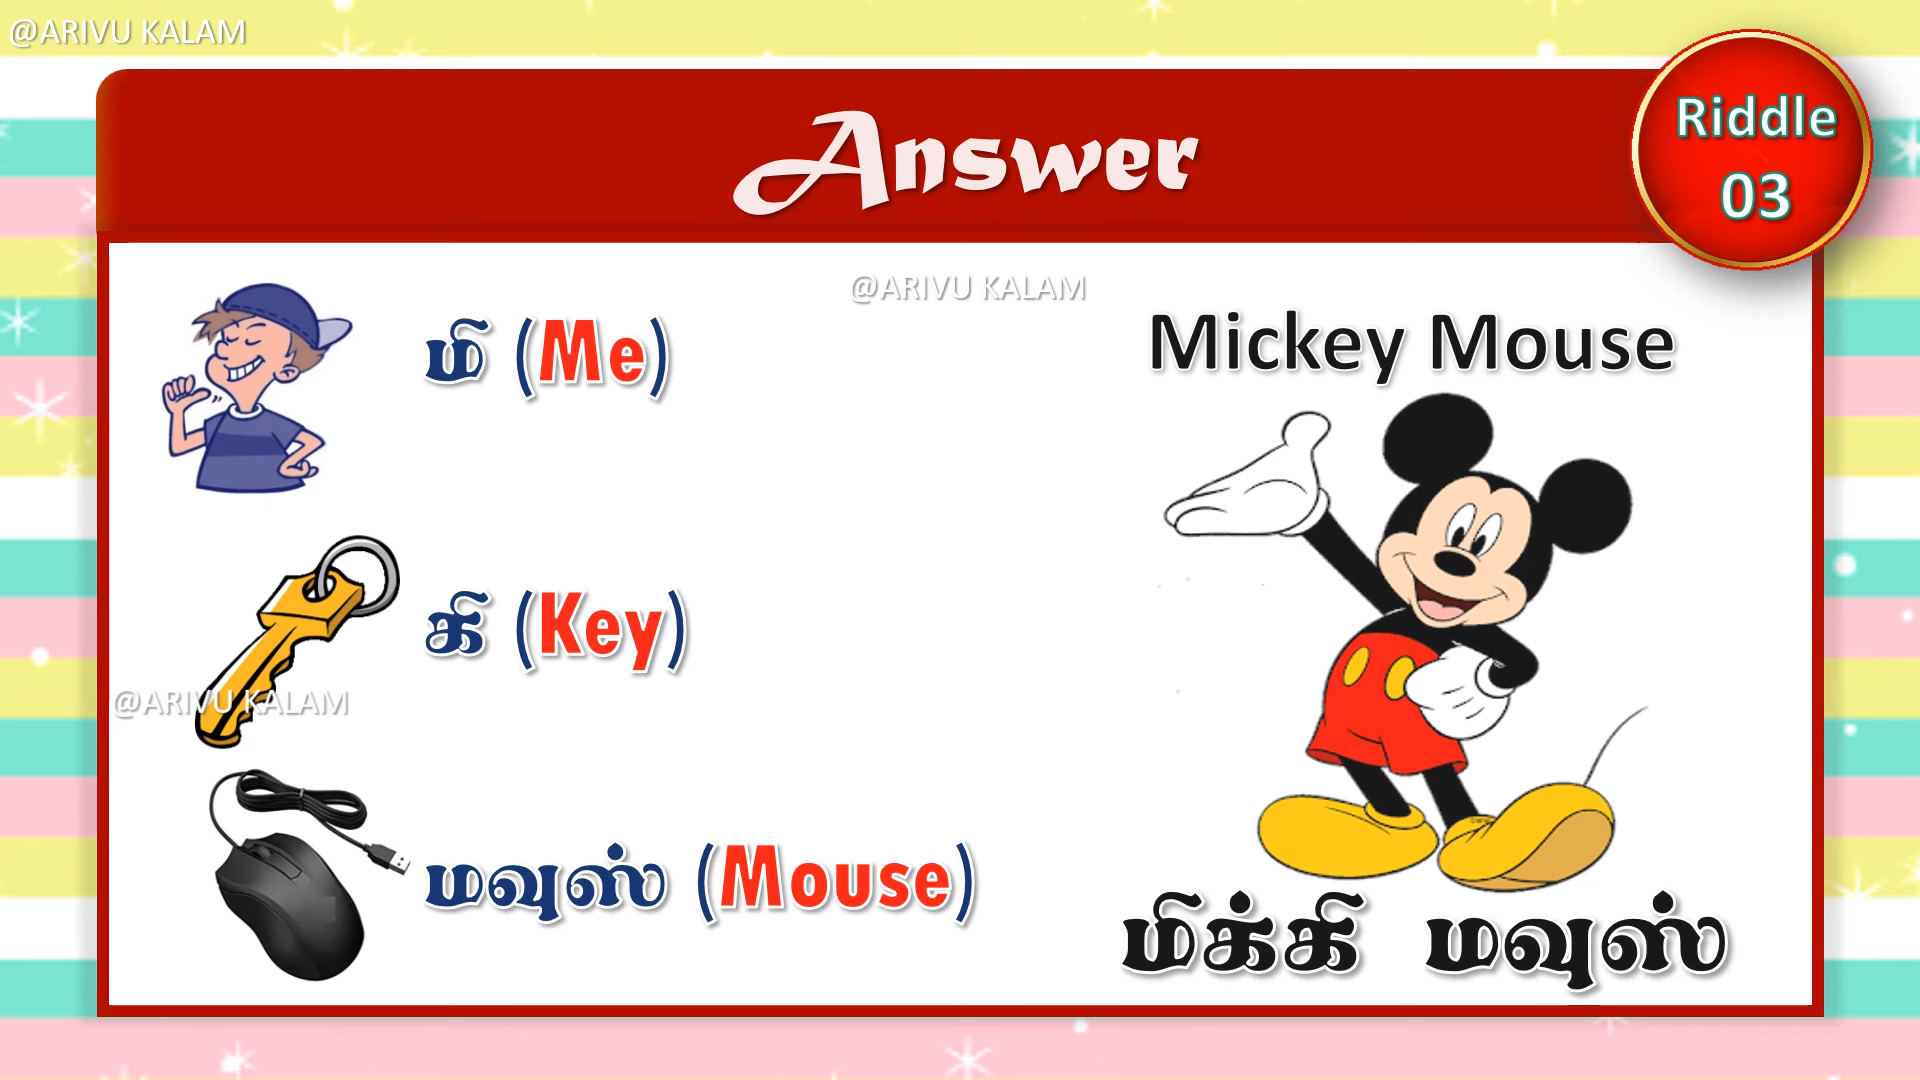 @ARIVU KALAM
Answer
Riddle
03
@ARIVU KALAM
மி (Me)
கி (Key)
@ARIVU KALAM
மவுஸ் (Mouse)
Mickey Mouse
மிக்கி மவுஸ்